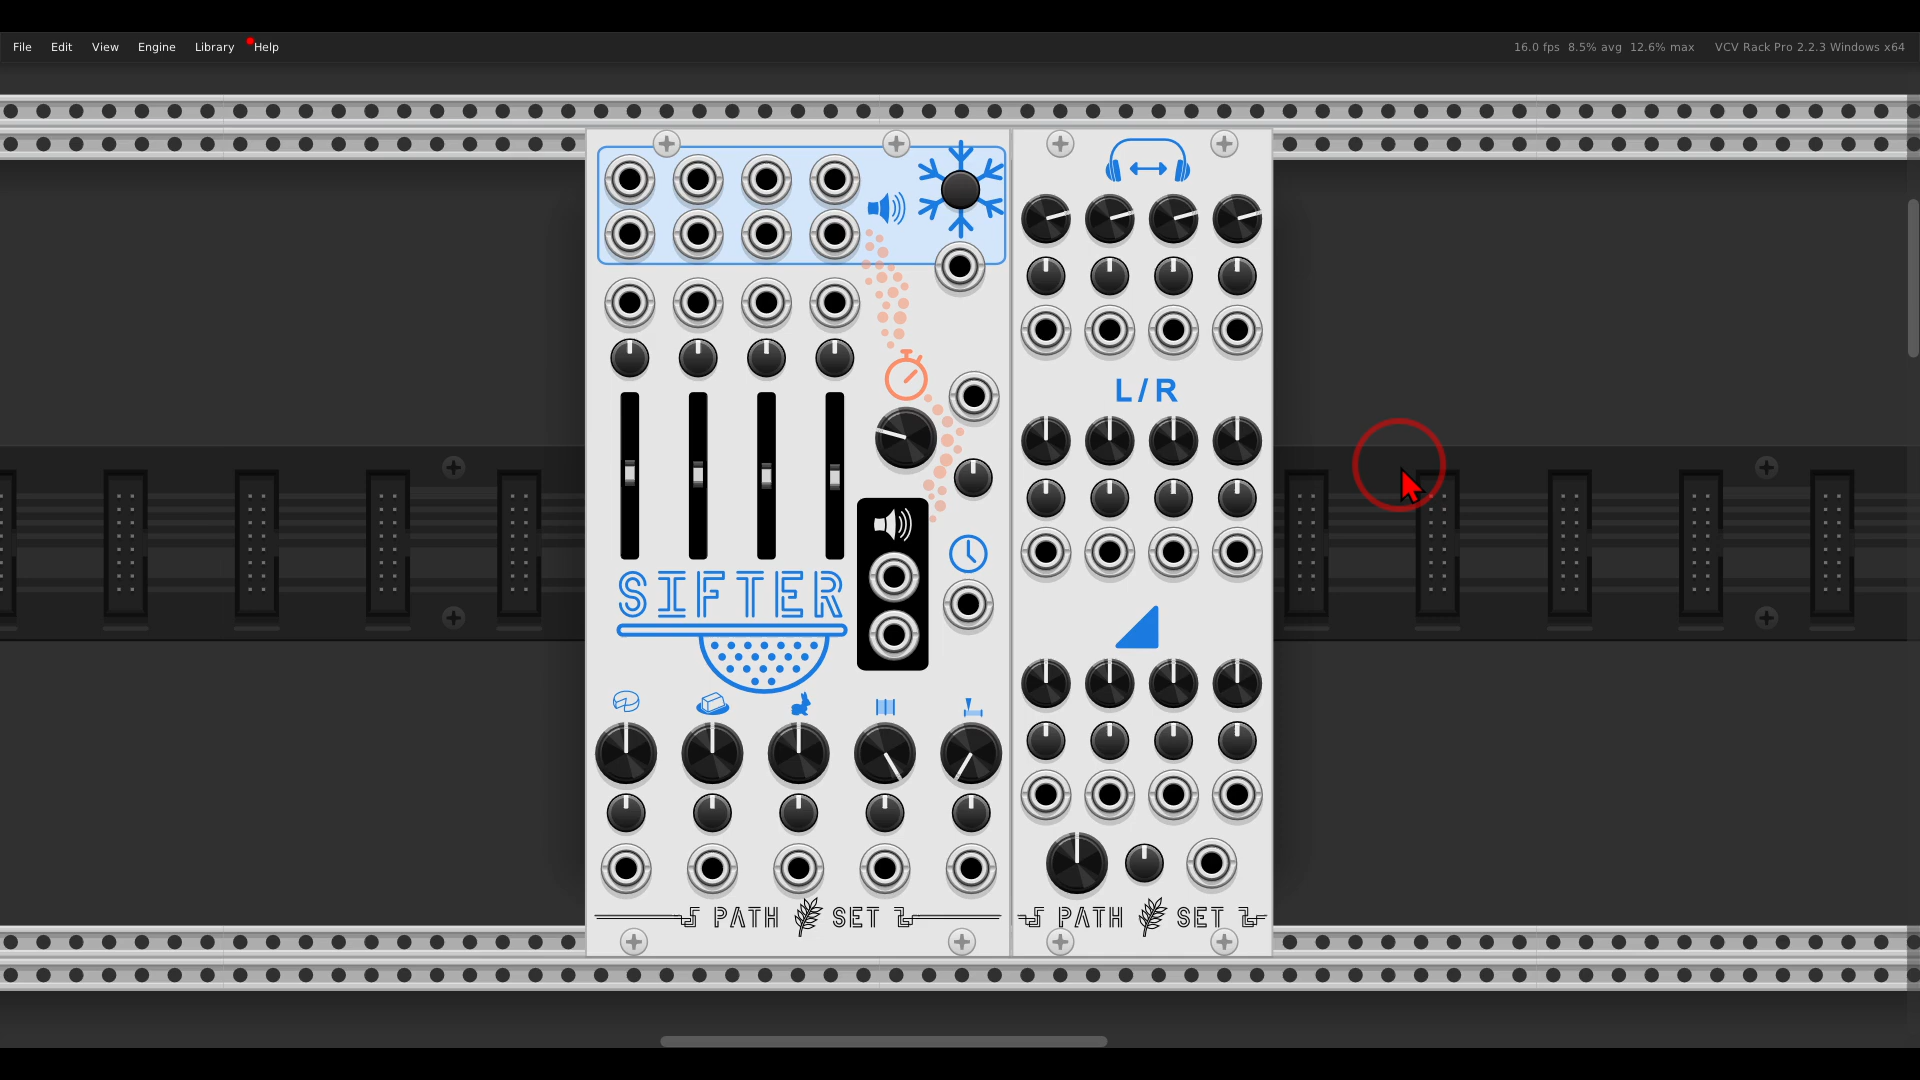 File Edit View Engine Library Help
16.0 fps 8.5% avg 12.6% max VCV Rack Pro 2.2.3 Windows x64
L/R
SIFTER
PATH SET
PATH SET